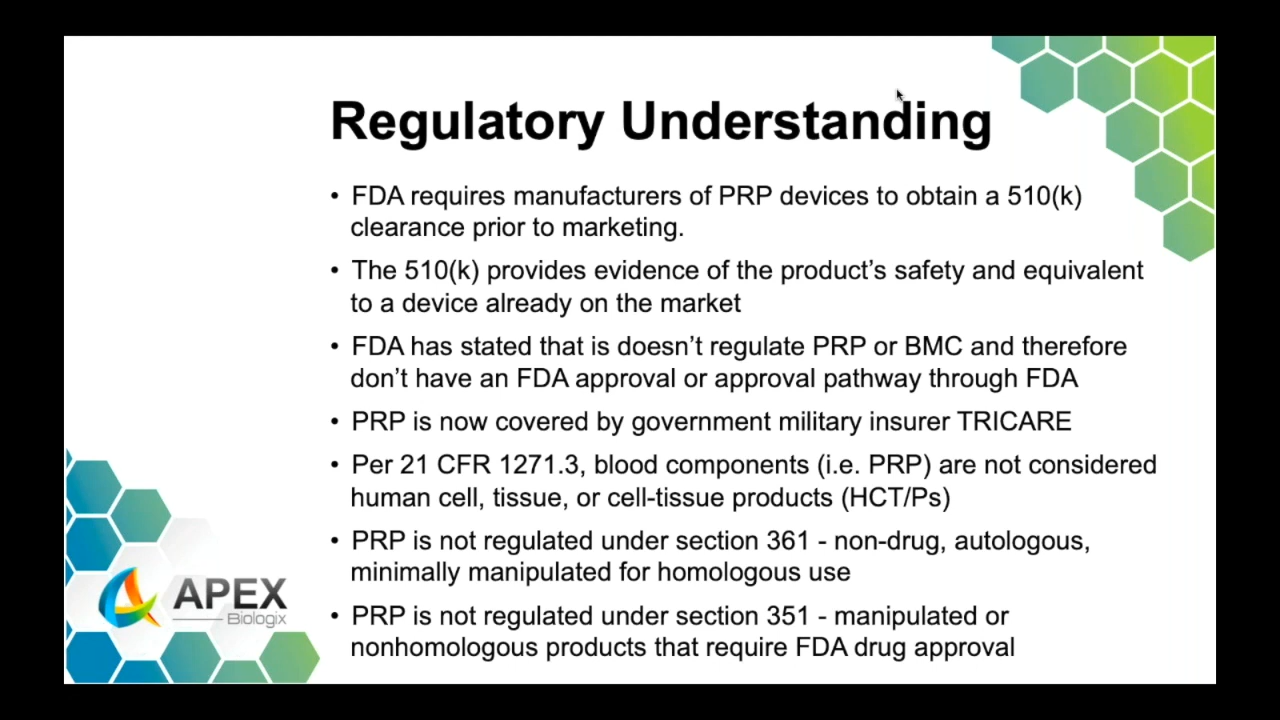 Regulatory Understanding
• FDA requires manufacturers of PRP devices to obtain a 510(k)
clearance prior to marketing.
• The 510(k) provides evidence of the product’s safety and equivalent
to a device already on the market
• FDA has stated that is doesn’t regulate PRP or BMC and therefore
don’t have an FDA approval or approval pathway through FDA
• PRP is now covered by government military insurer TRICARE
• Per 21 CFR 1271.3, blood components (i.e. PRP) are not considered
human cell, tissue, or cell-tissue products (HCT/Ps)
• PRP is not regulated under section 361 - non-drug, autologous,
minimally manipulated for homologous use
• PRP is not regulated under section 351 - manipulated or
nonhomologous products that require FDA drug approval
APEX
Biologix